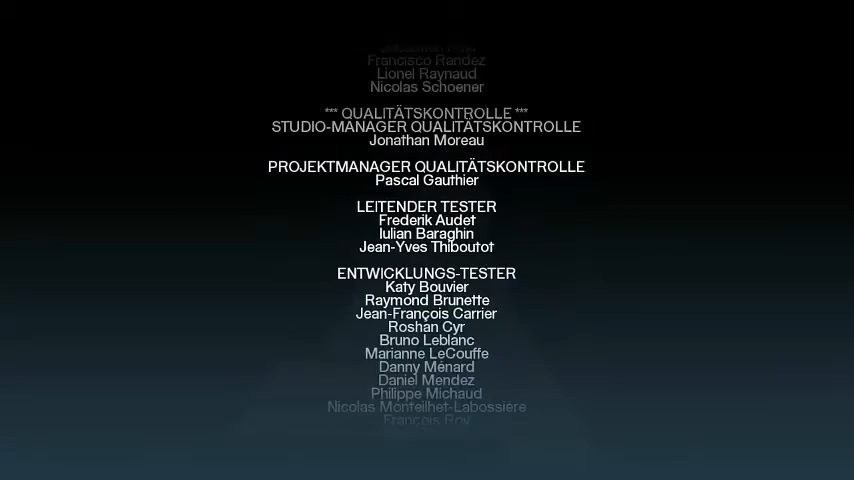 Francisco Randez
Lionel Raynaud
Nicolas Schoener
*** QUALITÄTSKONTROLLE ***
STUDIO-MANAGER QUALITÄTSKONTROLLE
Jonathan Moreau
PROJEKTMANAGER QUALITÄTSKONTROLLE
Pascal Gauthier
LEITENDER TESTER
Frederik Audet
Iulian Baraghin
Jean-Yves Thiboutot
ENTWICKLUNGS-TESTER
Katy Bouvier
Raymond Brunette
Jean-François Carrier
Roshan Cyr
Bruno Leblanc
Marianne LeCouffe
Danny Ménard
Daniel Mendez
Philippe Michaud
Nicolas Monteilhet-Labossière
François Roy